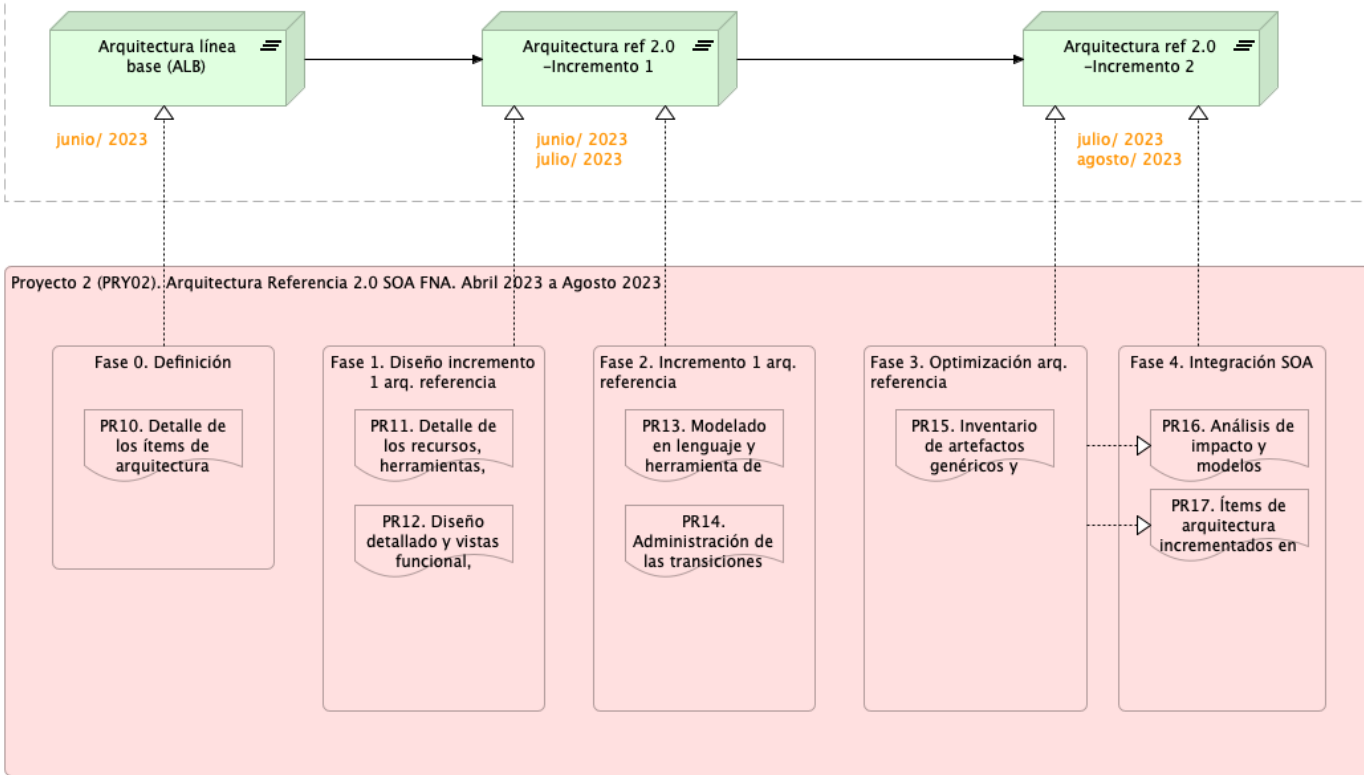 Arquitectura línea
base (ALB)
Arquitectura ref 2.0
-Incremento 1
Arquitectura ref 2.0
-Incremento 2
junio/ 2023
junio/ 2023
julio/ 2023
julio/ 2023
agosto/ 2023
Proyecto 2 (PRY02). Arquitectura Referencia 2.0 SOA FNA. Abril 2023 a Agosto 2023
Fase 0. Definición
PR10. Detalle de
los ítems de
arquitectura
Fase 1. Diseño incremento
1 arq. referencia
PR11. Detalle de
los recursos,
herramientas,
PR12. Diseño
detallado y vistas
funcional,
Fase 2. Incremento 1 arq.
referencia
PR13. Modelado
en lenguaje y
herramienta de
PR14.
Administración de
las transiciones
Fase 3. Optimización arq.
referencia
PR15. Inventario
de artefactos
genéricos y
Fase 4. Integración SOA
PR16. Análisis de
impacto y
modelos
PR17. Ítems de
arquitectura
incrementados en